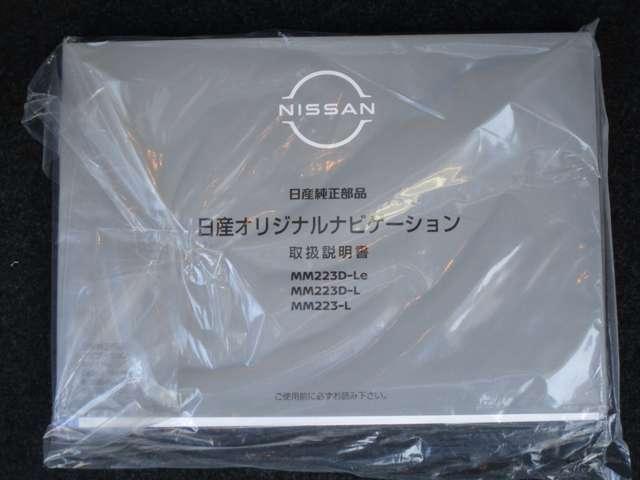 NISSAN
日産純正部品
日産オリジナルナビゲーション
取扱説明書
MM223D-Le
MM223D-L
MM223-L
ご使用前に必ずお読み下さい。